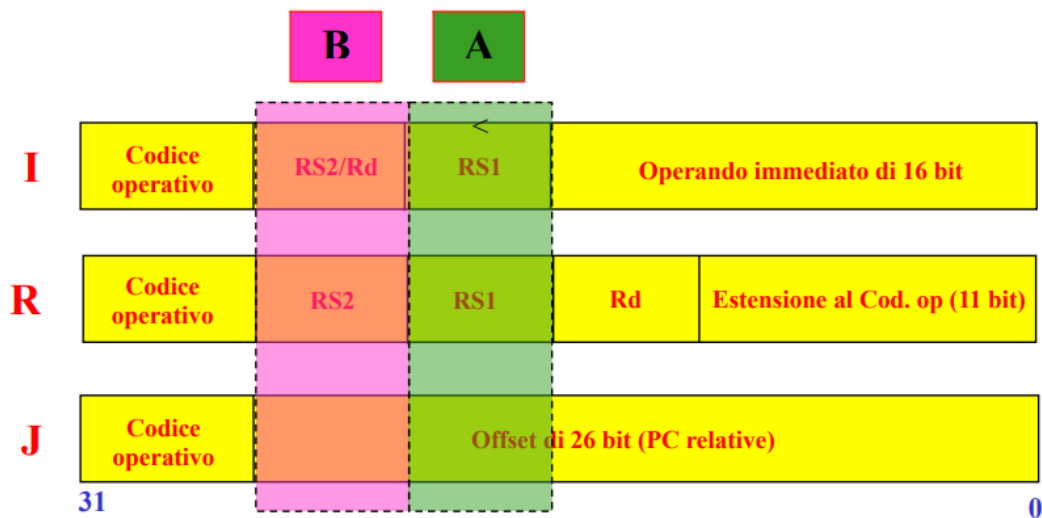 B
A
<
I
Codice
operativo
RS2/Rd
RS1
Operando immediato di 16 bit
R
Codice
operativo
RS2
RS1
Rd
Estensione al Cod. op (11 bit)
J
Codice
operativo
Offset di 26 bit (PC relative)
31
0